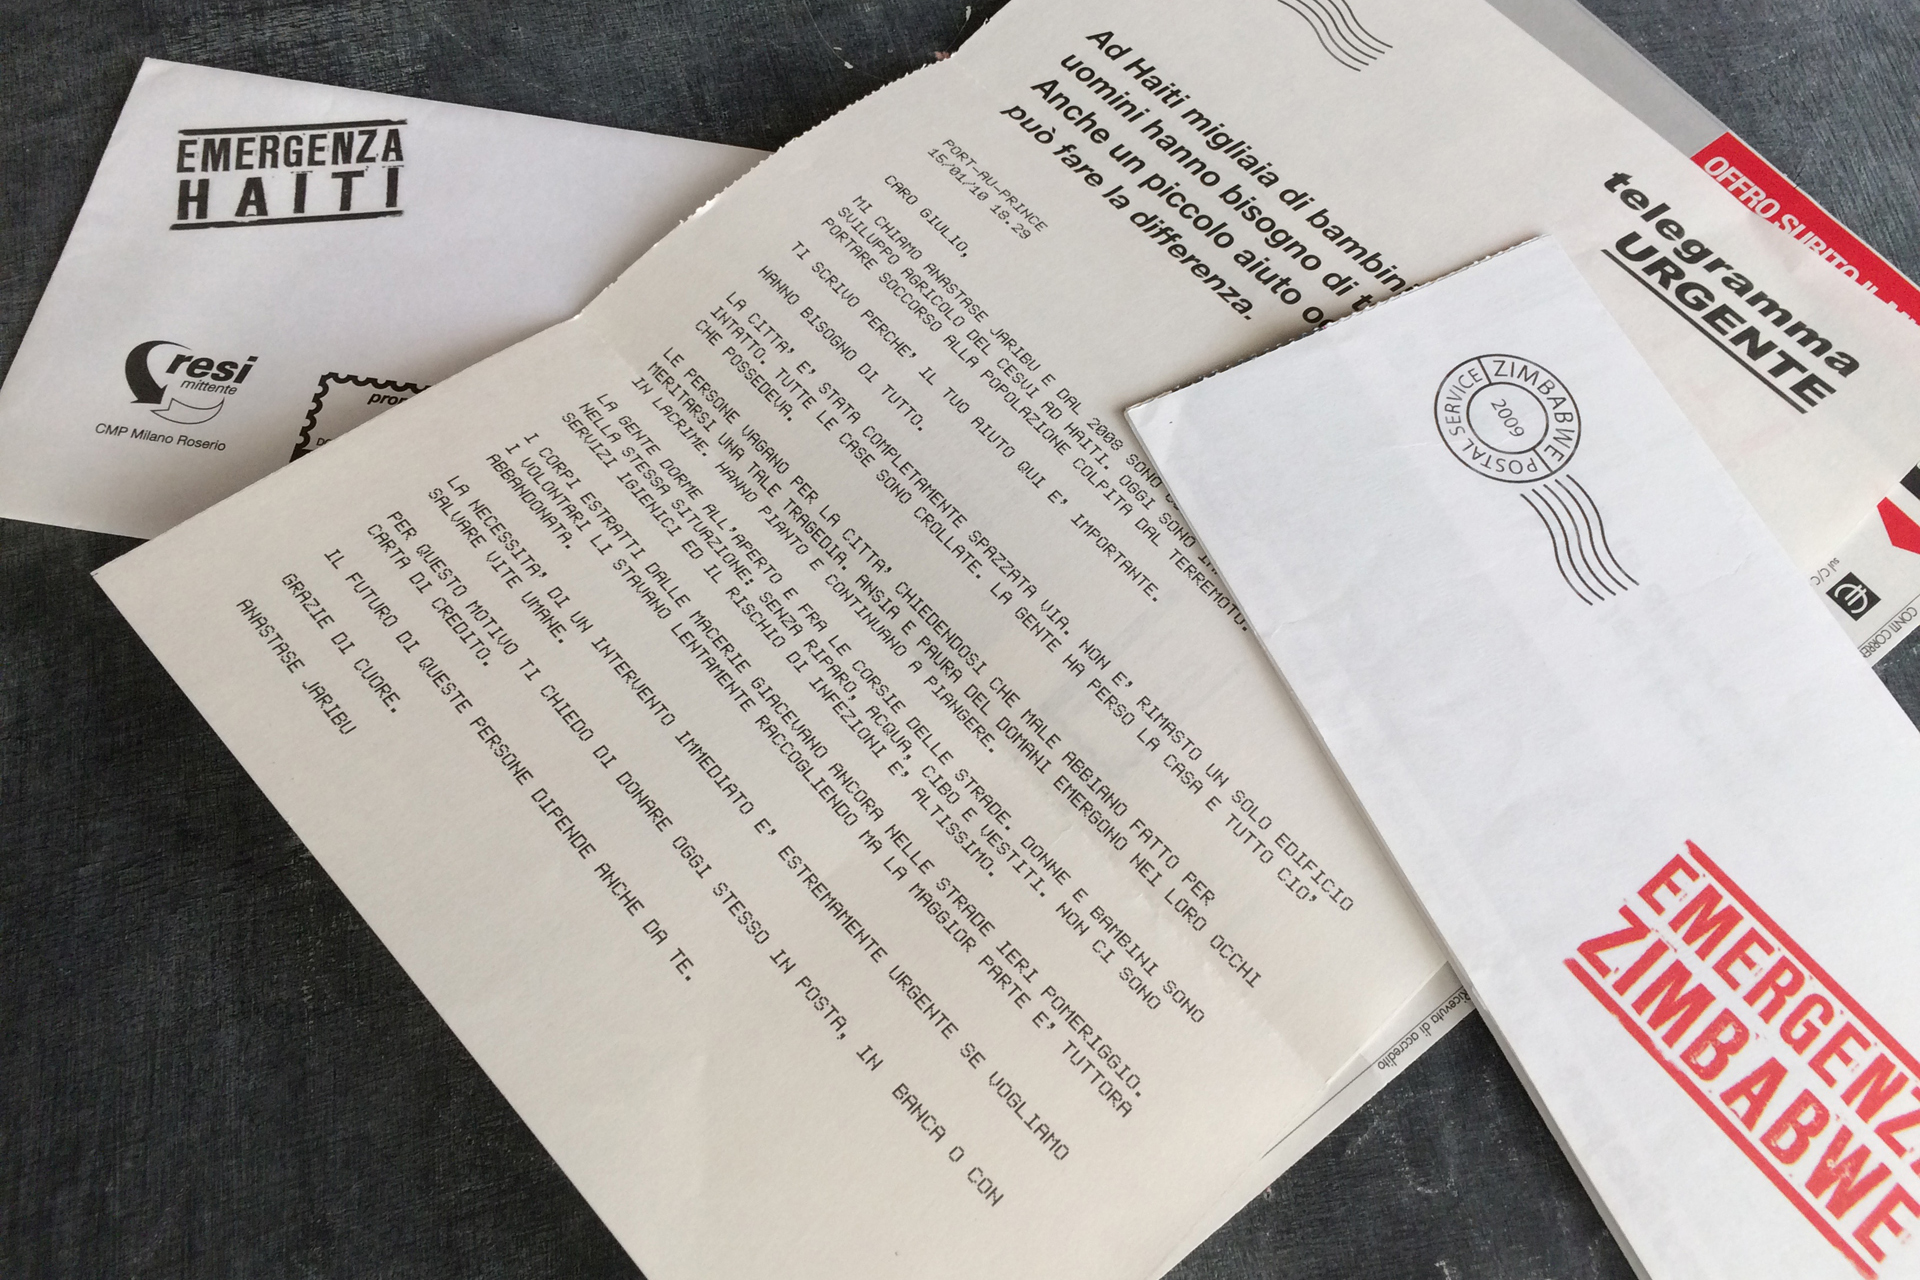 EMERGENZA
HAITI
resi
mittente
CMP Milano Roserio
Ad Haiti migliaia di bambini
uomini hanno bisogno di
Anche un piccolo aiuto
può fare la differenza.
telegramma
URGENTE
OFFRO SUBITO IL
PORT-AU-PRINCE
15/01/10 18.29
CARO GIULIO,
MI CHIAMO ANASTASE JARIBU E DAL 2008 SONO
SVILUPPO AGRICOLO DEL CESVI AD HAITI. OGGI SONO
PORTARE SOCCORSO ALLA POPOLAZIONE COLPITA DAL TERREMOTO.
TI SCRIVO PERCHE' IL TUO AIUTO QUI E' IMPORTANTE.
HANNO BISOGNO DI TUTTO.
LA CITTA' E' STATA COMPLETAMENTE SPAZZATA VIA. NON E' RIMASTO UN SOLO EDIFICIO
INTATTO. TUTTE LE CASE SONO CROLLATE. LA GENTE HA PERSO LA CASA E TUTTO CIO'
CHE POSSEDEVA.
LE PERSONE VAGANO PER LA CITTA' CHIEDENDOSI CHE MALE ABBIANO FATTO PER
MERITARSI UNA TALE TRAGEDIA. ANSIA E PAURA DEL DOMANI EMERGONO NEI LORO OCCHI
IN LACRIME. HANNO PIANTO E CONTINUANO A PIANGERE.
LA GENTE DORME ALL'APERTO E FRA LE CORSIE DELLE STRADE. DONNE E BAMBINI SONO
NELLA STESSA SITUAZIONE: SENZA RIPARO, ACQUA, CIBO E VESTITI. NON CI SONO
SERVIZI IGIENICI ED IL RISCHIO DI INFEZIONI E' ALTISSIMO.
I CORPI ESTRATTI DALLE MACERIE GIACEVANO ANCORA NELLE STRADE IERI POMERIGGIO.
I VOLONTARI LI STAVANO LENTAMENTE RACCOGLIENDO MA LA MAGGIOR PARTE E' TUTTORA
ABBANDONATA.
LA NECESSITA' DI UN INTERVENTO IMMEDIATO E' ESTREMAMENTE URGENTE SE VOGLIAMO
SALVARE VITE UMANE.
PER QUESTO MOTIVO TI CHIEDO DI DONARE OGGI STESSO IN POSTA, IN BANCA O CON
CARTA DI CREDITO.
IL FUTURO DI QUESTE PERSONE DIPENDE ANCHE DA TE.
GRAZIE DI CUORE.
ANASTASE JARIBU
ZIMBABWE POSTAL SERVICE
2009
EMERGENZA
ZIMBABWE
sul C/C
CONTI CORRE
Ricevuta di accredito